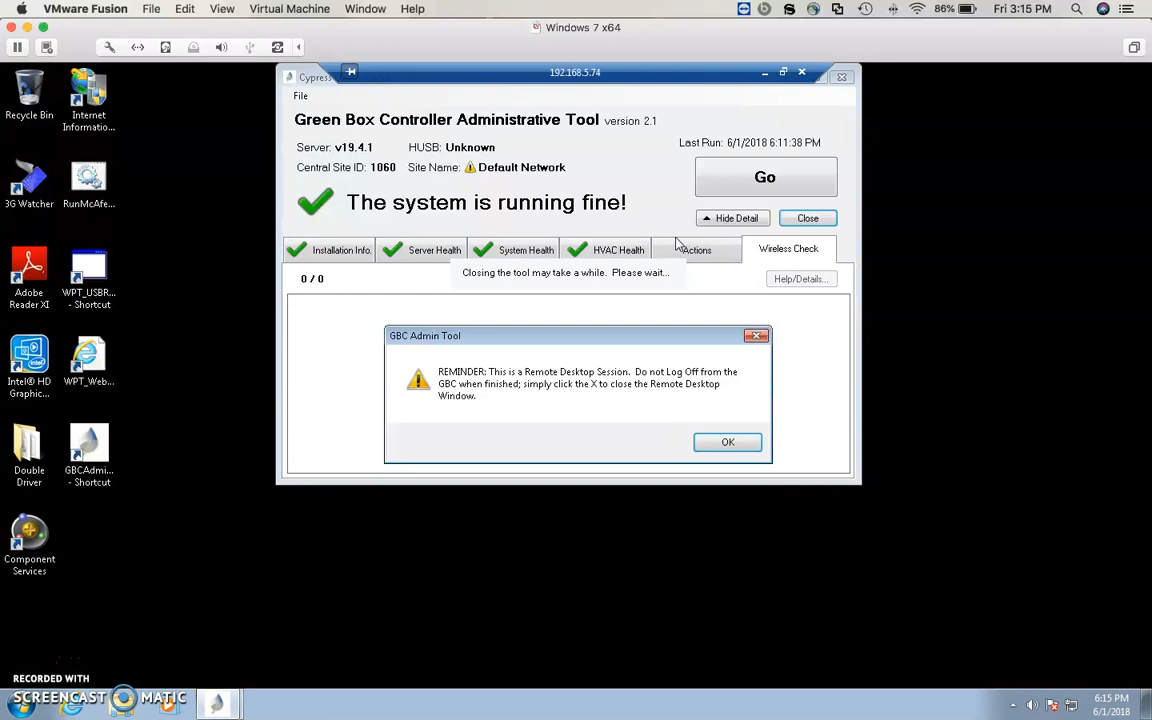 VMware Fusion File Edit View Virtual Machine Window Help 86% Fri 3:15 PM
Windows 7 x64
Recycle Bin
Internet
Informatio...
3G Watcher
RunMcAfe...
Adobe
Reader XI
WPT_USBR...
- Shortcut
Intel® HD
Graphic...
WPT_Web...
Double
Driver
GBCAdmi...
- Shortcut
Component
Services
192.168.5.74
Cypress
File
Green Box Controller Administrative Tool version 2.1
Last Run: 6/1/2018 6:11:38 PM
Server: v19.4.1 HUSB: Unknown
Central Site ID: 1060 Site Name: Default Network
Go
The system is running fine!
Hide Detail Close
Installation Info. Server Health System Health HVAC Health Actions Wireless Check
Closing the tool may take a while. Please wait...
0 / 0 Help/Details...
GBC Admin Tool
REMINDER: This is a Remote Desktop Session. Do not Log Off from the
GBC when finished; simply click the X to close the Remote Desktop
Window.
OK
RECORDED WITH
SCREENCAST MATIC
6:15 PM
6/1/2018